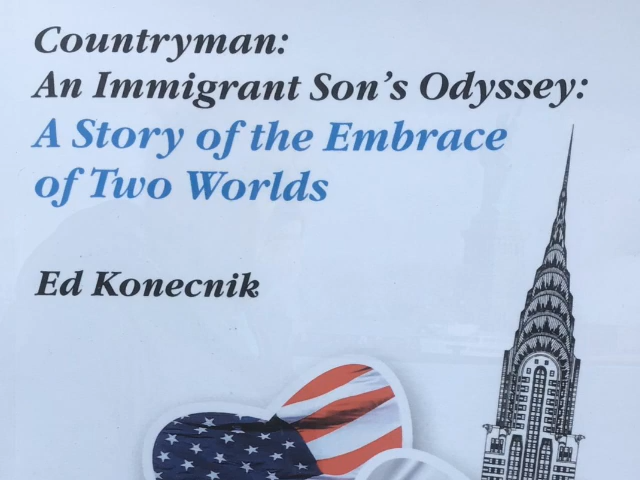 Countryman:
An Immigrant Son's Odyssey:
A Story of the Embrace
of Two Worlds
Ed Konecnik